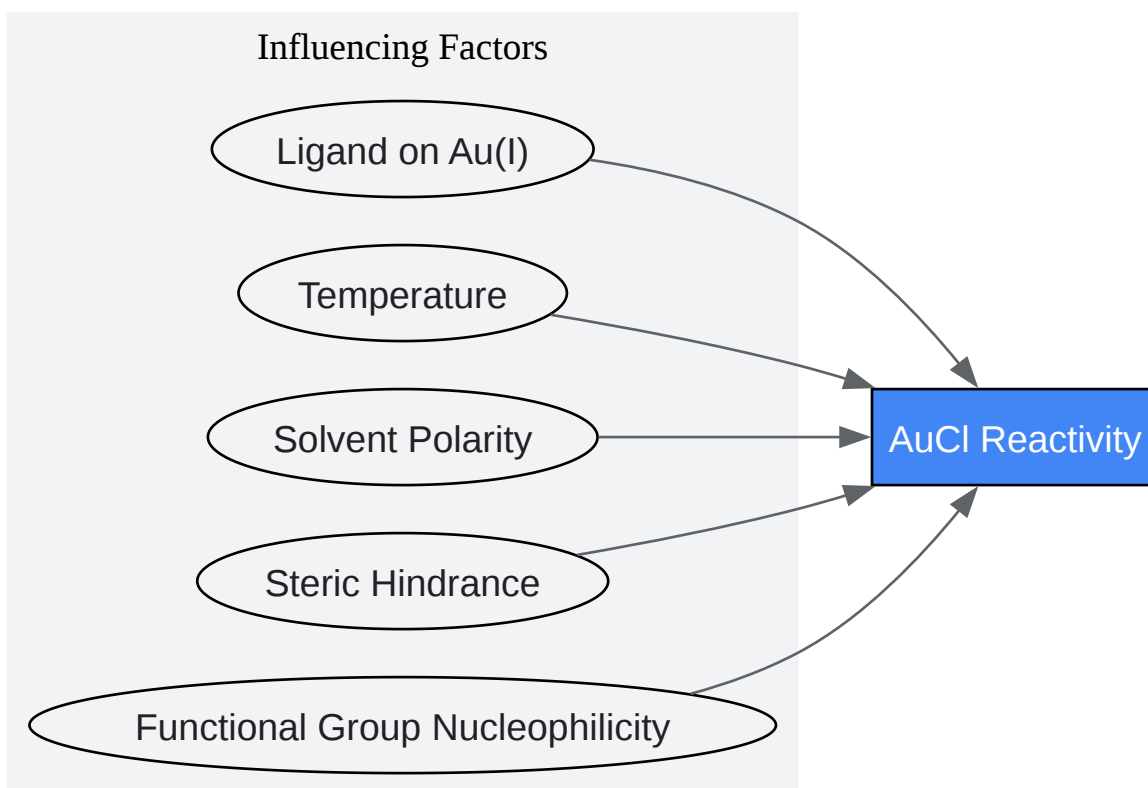 Influencing Factors
Ligand on Au(I)
Temperature
Solvent Polarity
AuCl Reactivity
Steric Hindrance
Functional Group Nucleophilicity